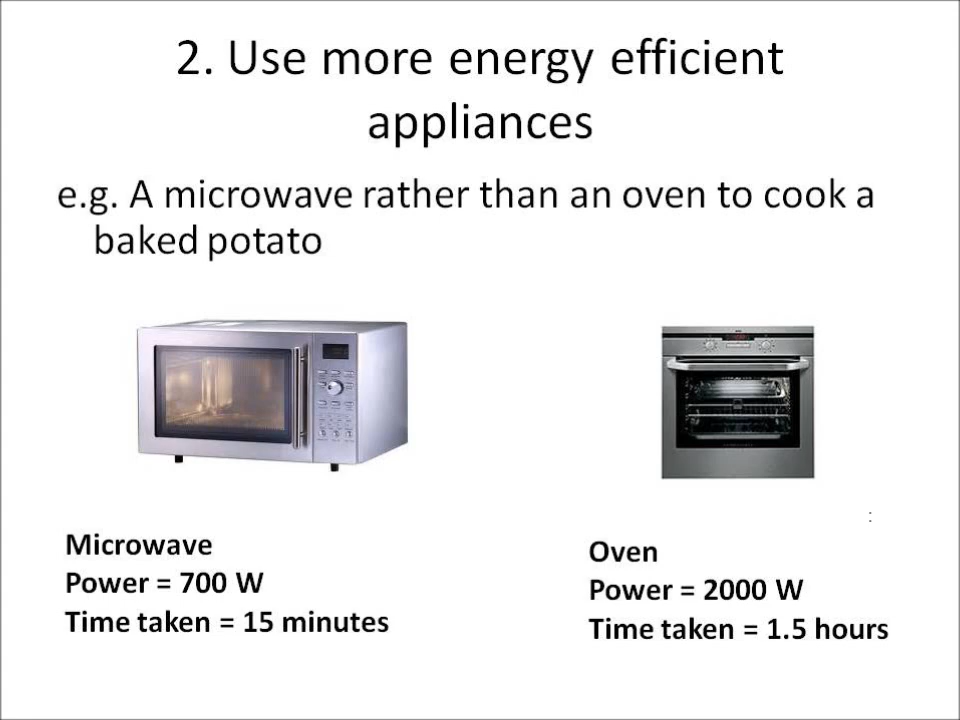 2. Use more energy efficient
appliances
e.g. A microwave rather than an oven to cook a
baked potato
Microwave
Power = 700 W
Time taken = 15 minutes
:
Oven
Power = 2000 W
Time taken = 1.5 hours